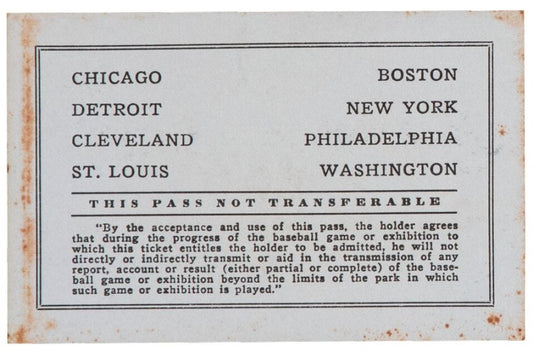 CHICAGO BOSTON
DETROIT NEW YORK
CLEVELAND PHILADELPHIA
ST. LOUIS WASHINGTON
THIS PASS NOT TRANSFERABLE
"By the acceptance and use of this pass, the holder agrees
that during the progress of the baseball game or exhibition to
which this ticket entitles the holder to be admitted, he will not
directly or indirectly transmit or aid in the transmission of any
report, account or result (either partial or complete) of the base-
ball game or exhibition beyond the limits of the park in which
such game or exhibition is played."